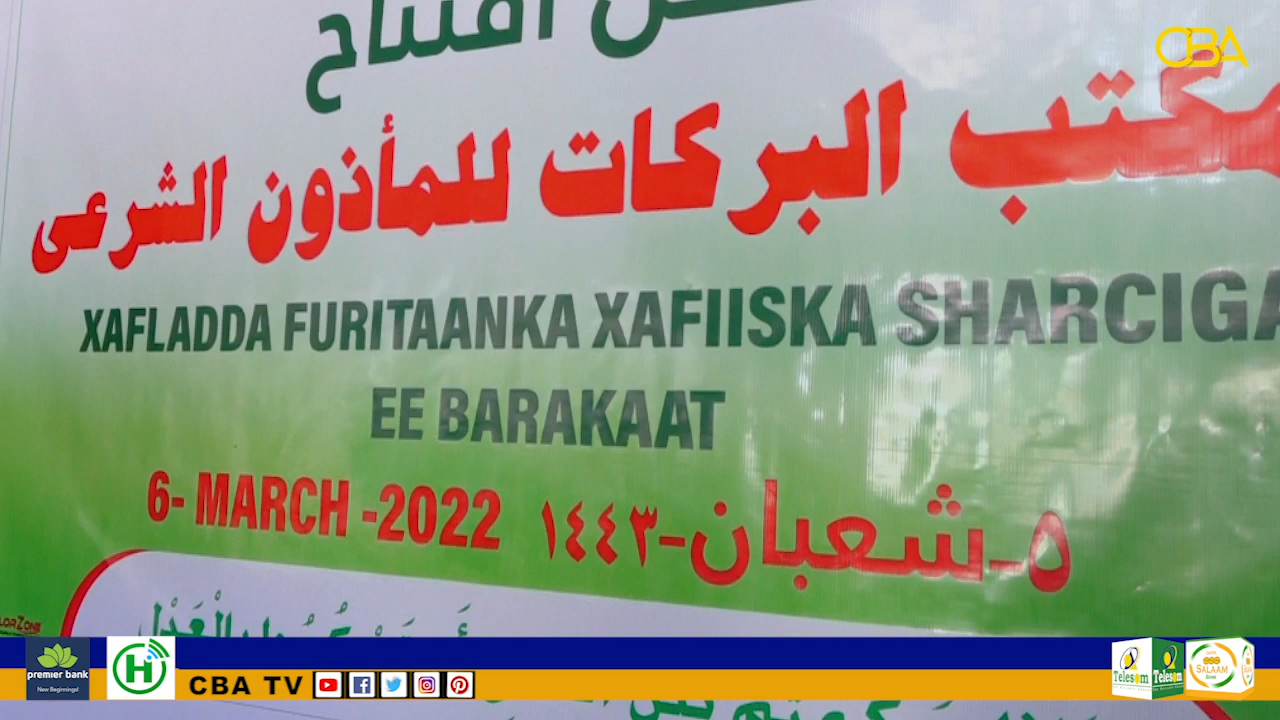 افتتاح
CBA
مكتب البركات للمأذون الشرعى
XAFLADDA FURITAANKA XAFIISKA SHARCIGA
EE BARAKAAT
6- MARCH -2022 ٥-شعبان-١٤٤٣
premier bank
New Beginnings!
H
CBA TV
Telesom
Telesom
SALAAM